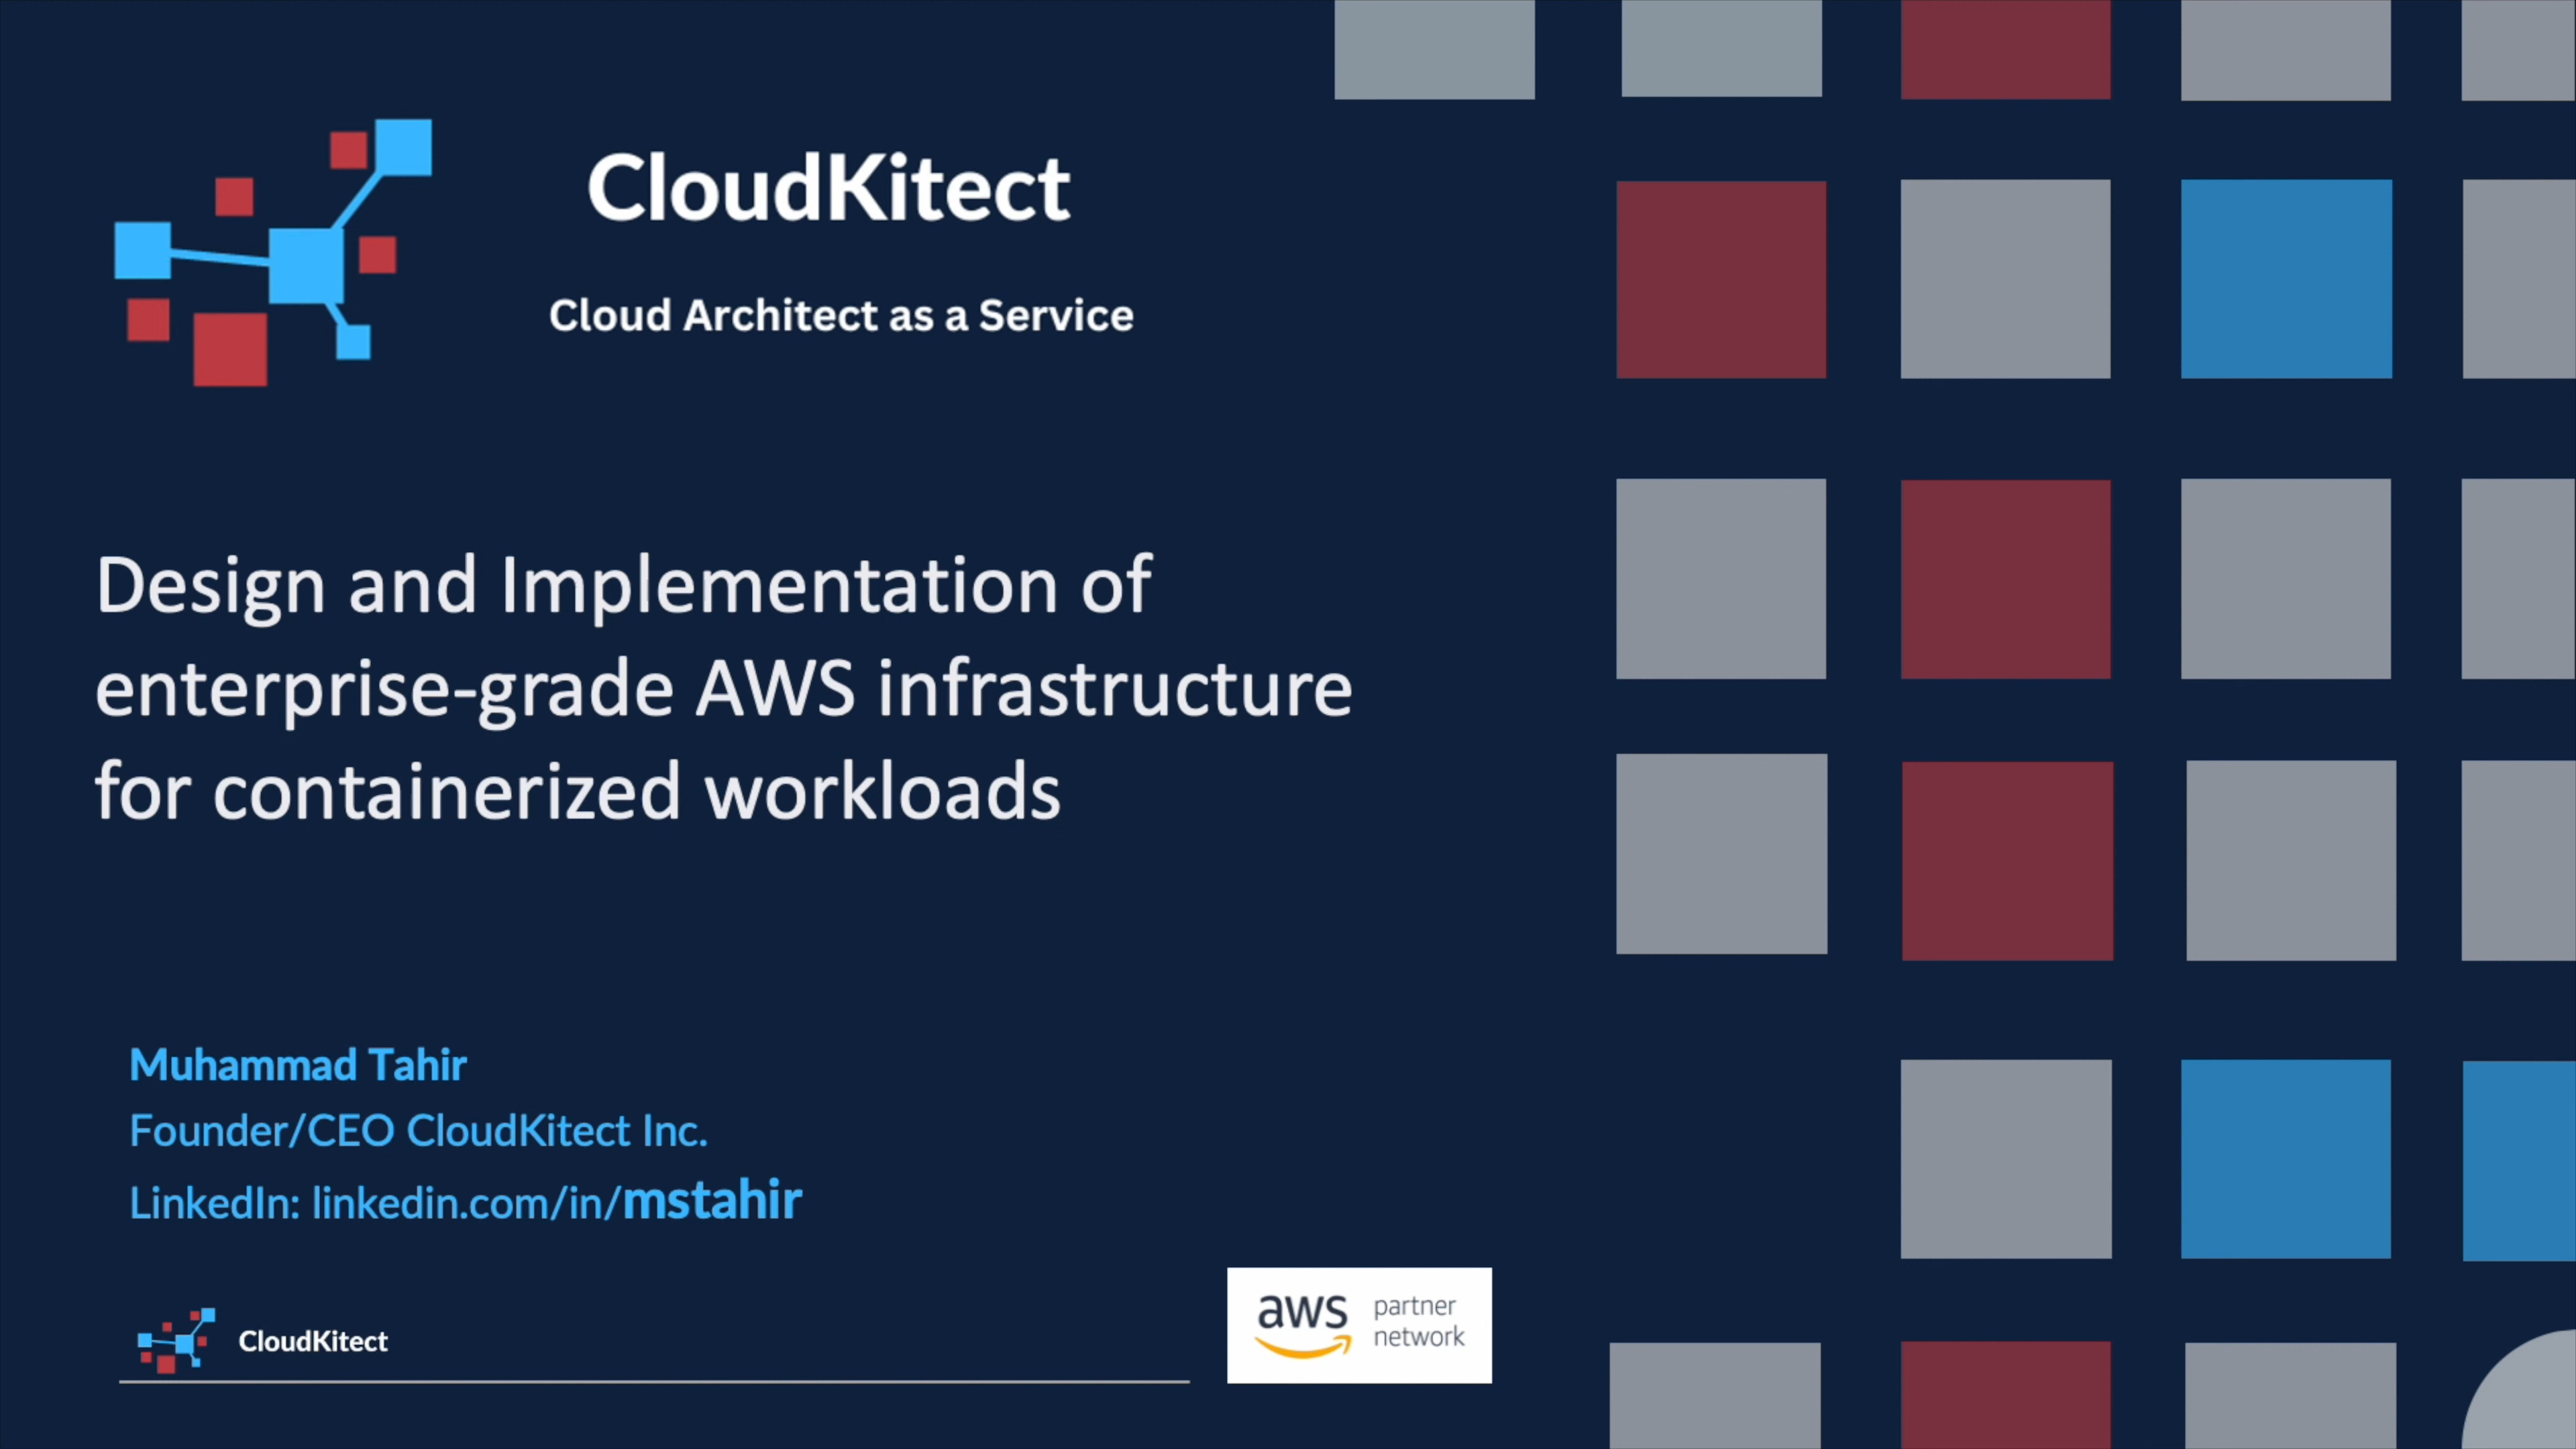 CloudKitect
Cloud Architect as a Service
Design and Implementation of
enterprise-grade AWS infrastructure
for containerized workloads
Muhammad Tahir
Founder/CEO CloudKitect Inc.
LinkedIn: linkedin.com/in/mstahir
CloudKitect
aws partner
network